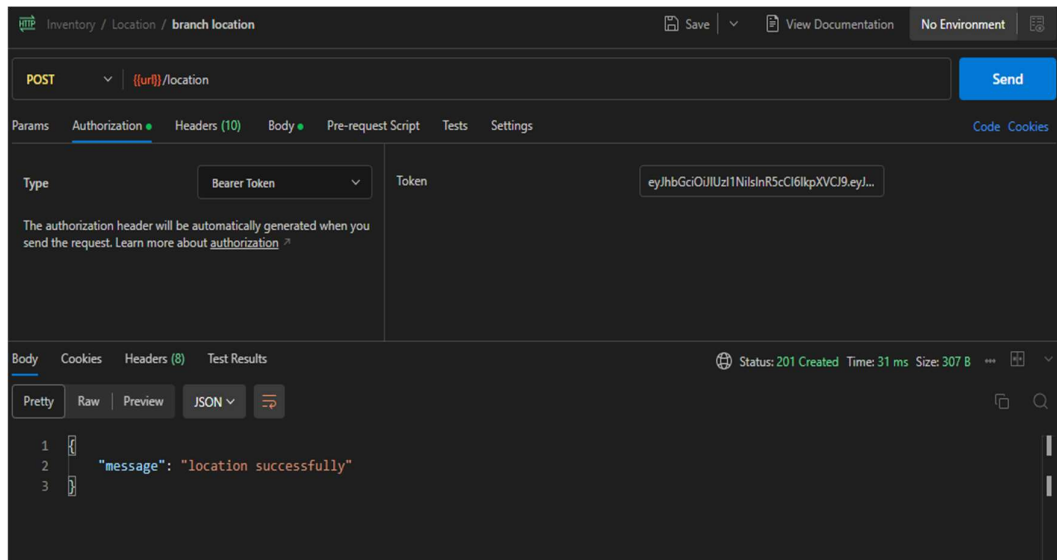 HTTP Inventory / Location / branch location Save View Documentation No Environment
POST {{url}}/location Send
Params Authorization Headers (10) Body Pre-request Script Tests Settings Code Cookies
Type Bearer Token Token eyJhbGciOiJIUzI1NiIsInR5cCI6IkpXVCJ9.eyJ...
The authorization header will be automatically generated when you
send the request. Learn more about authorization ↗
Body Cookies Headers (8) Test Results Status: 201 Created Time: 31 ms Size: 307 B
Pretty Raw Preview JSON
1 {
2 "message": "location successfully"
3 }